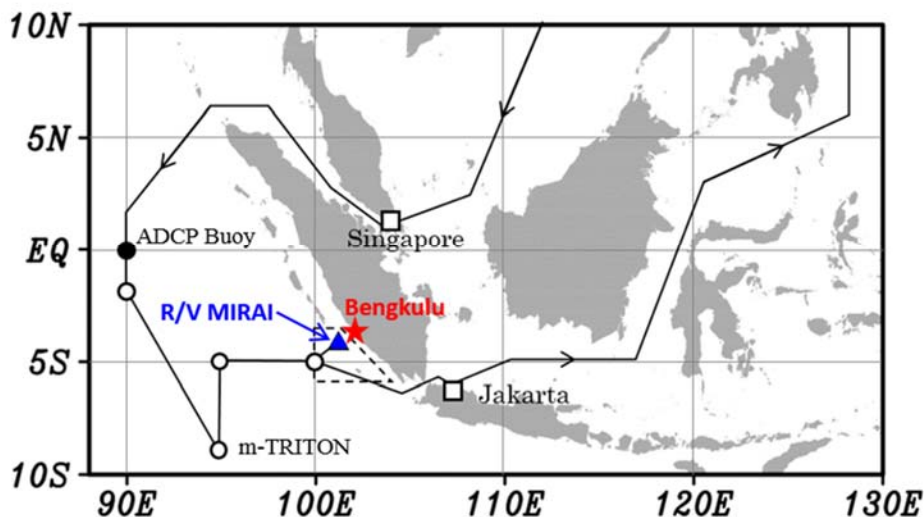 10N
5N
ADCP Buoy
Singapore
EQ
R/V MIRAI
Bengkulu
5S
Jakarta
m-TRITON
10S
90E 100E 110E 120E 130E